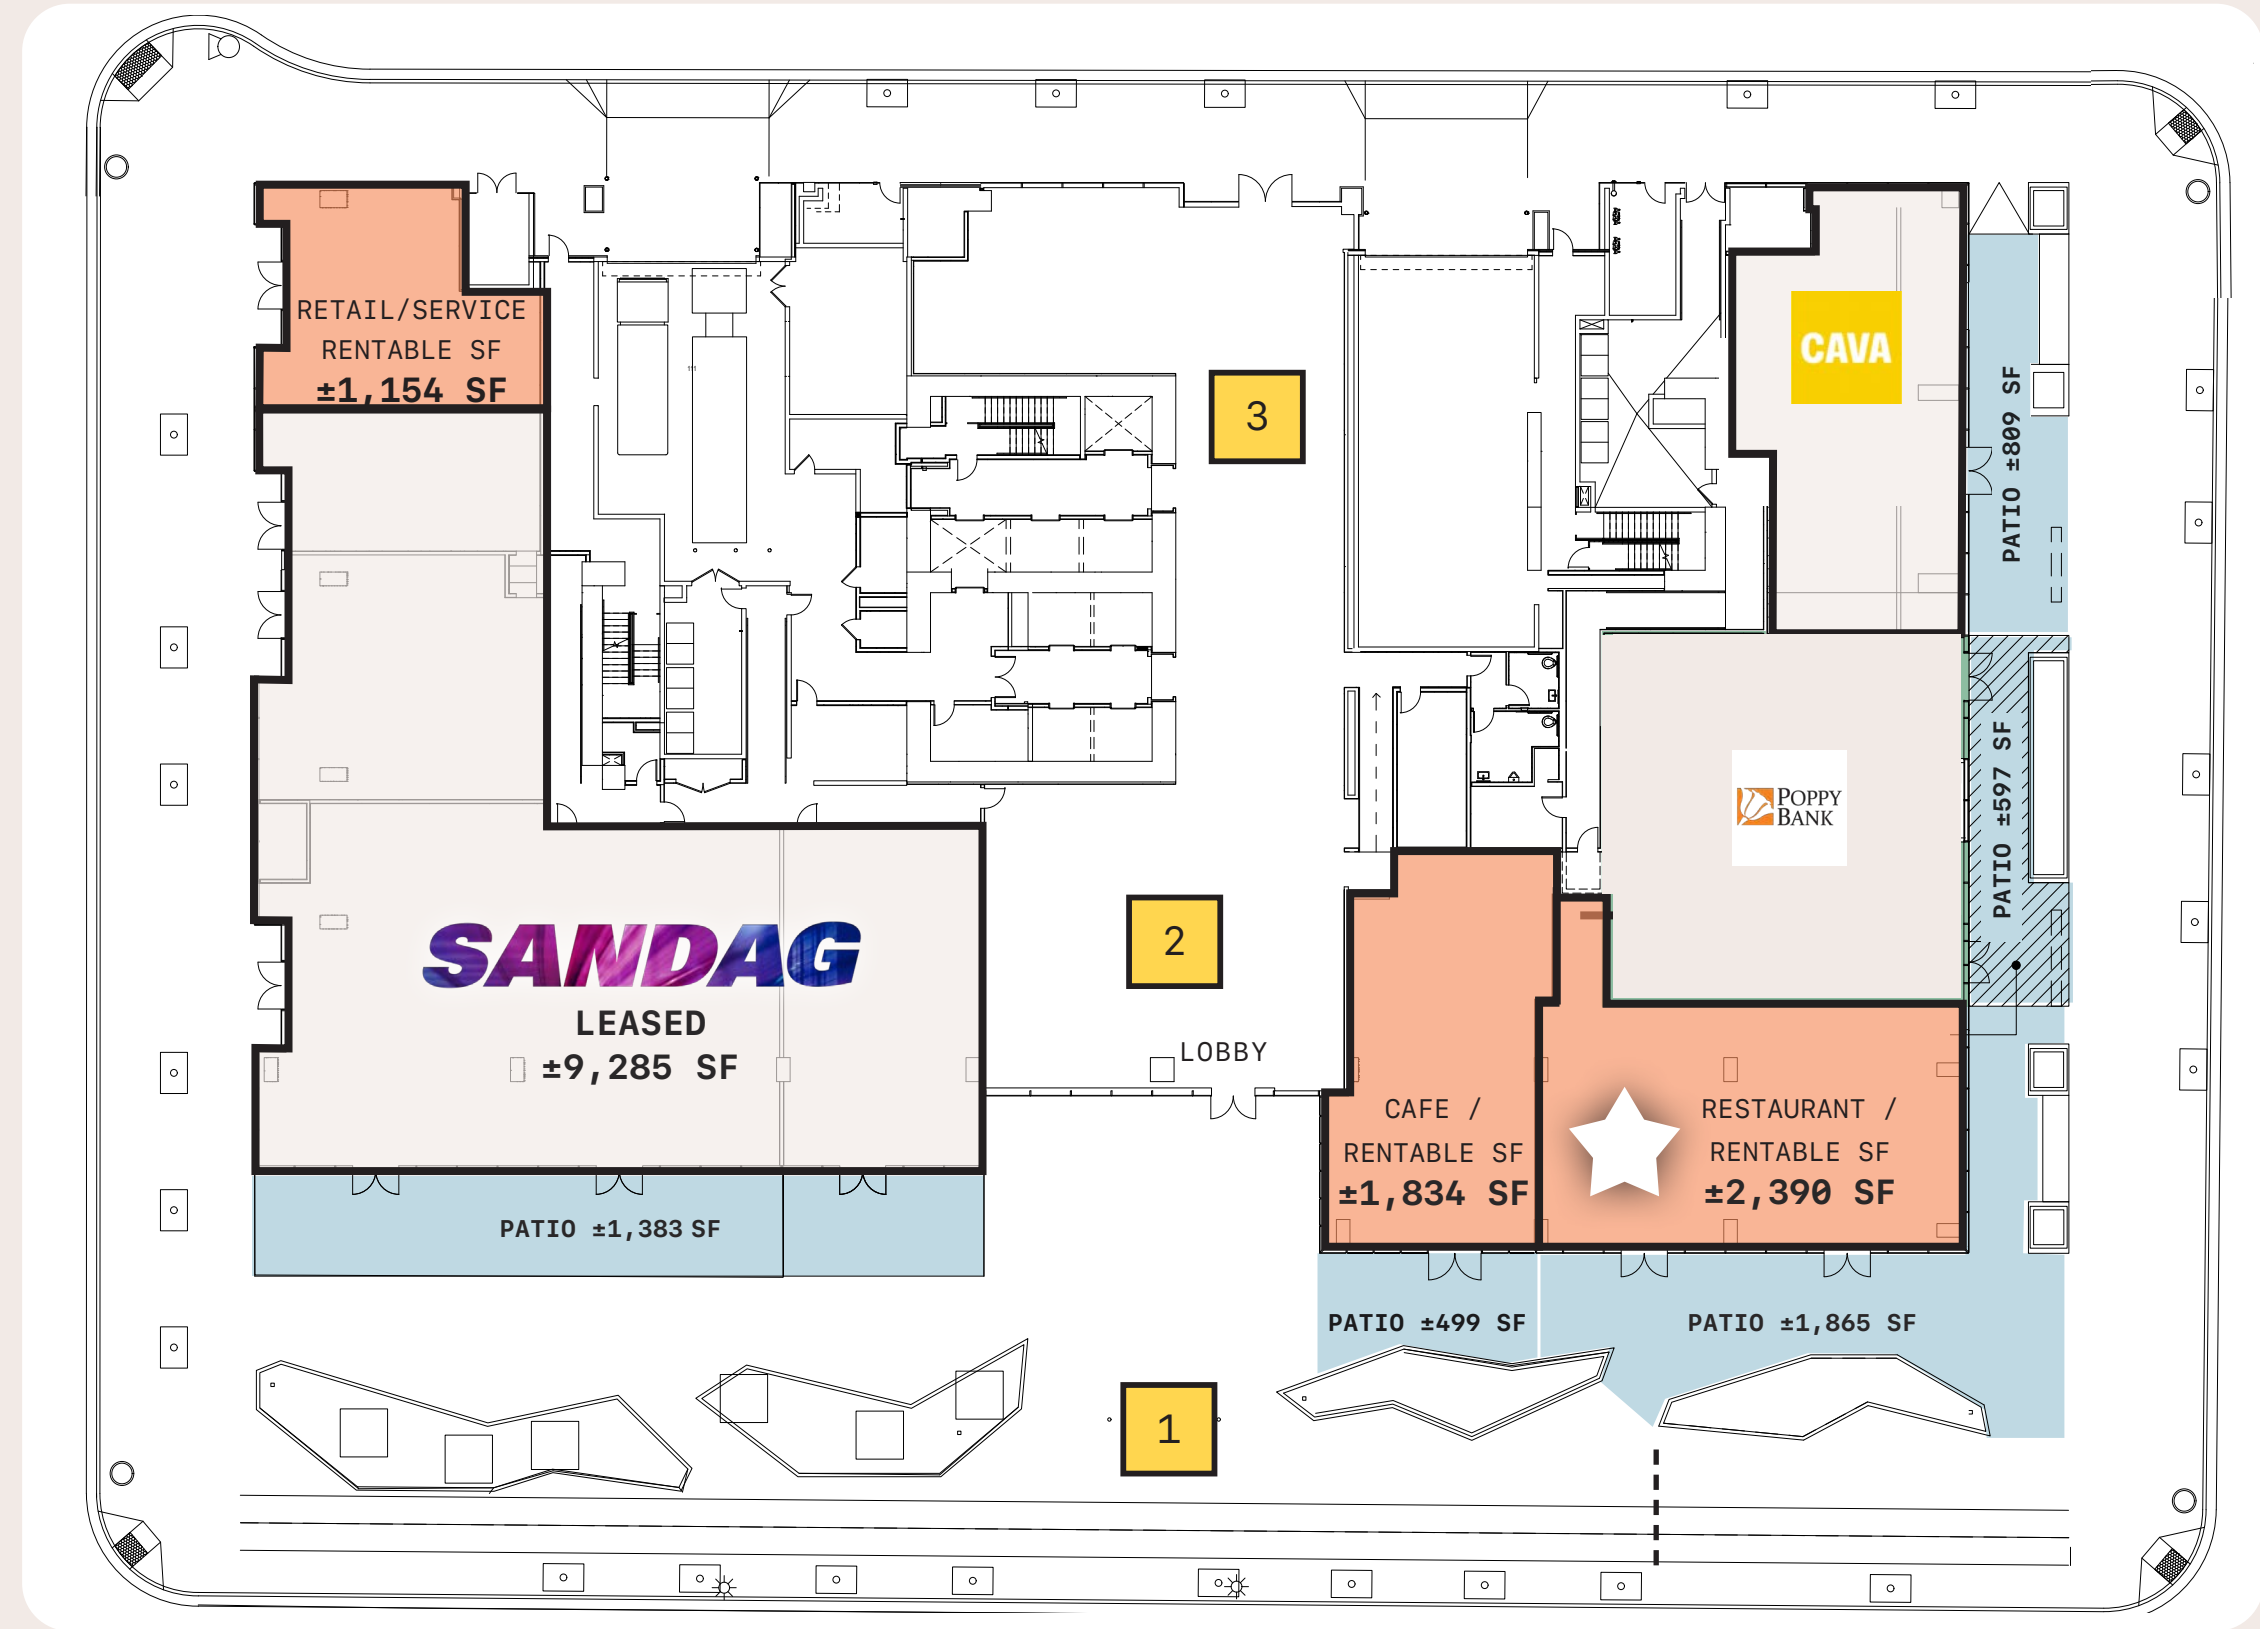 RETAIL/SERVICE
RENTABLE SF
±1,154 SF
3
CAVA
PATIO ±809 SF
POPPY
BANK
PATIO ±597 SF
SANDAG
LEASED
±9,285 SF
2
LOBBY
CAFE /
RENTABLE SF
±1,834 SF
RESTAURANT /
RENTABLE SF
±2,390 SF
PATIO ±1,383 SF
PATIO ±499 SF
PATIO ±1,865 SF
1